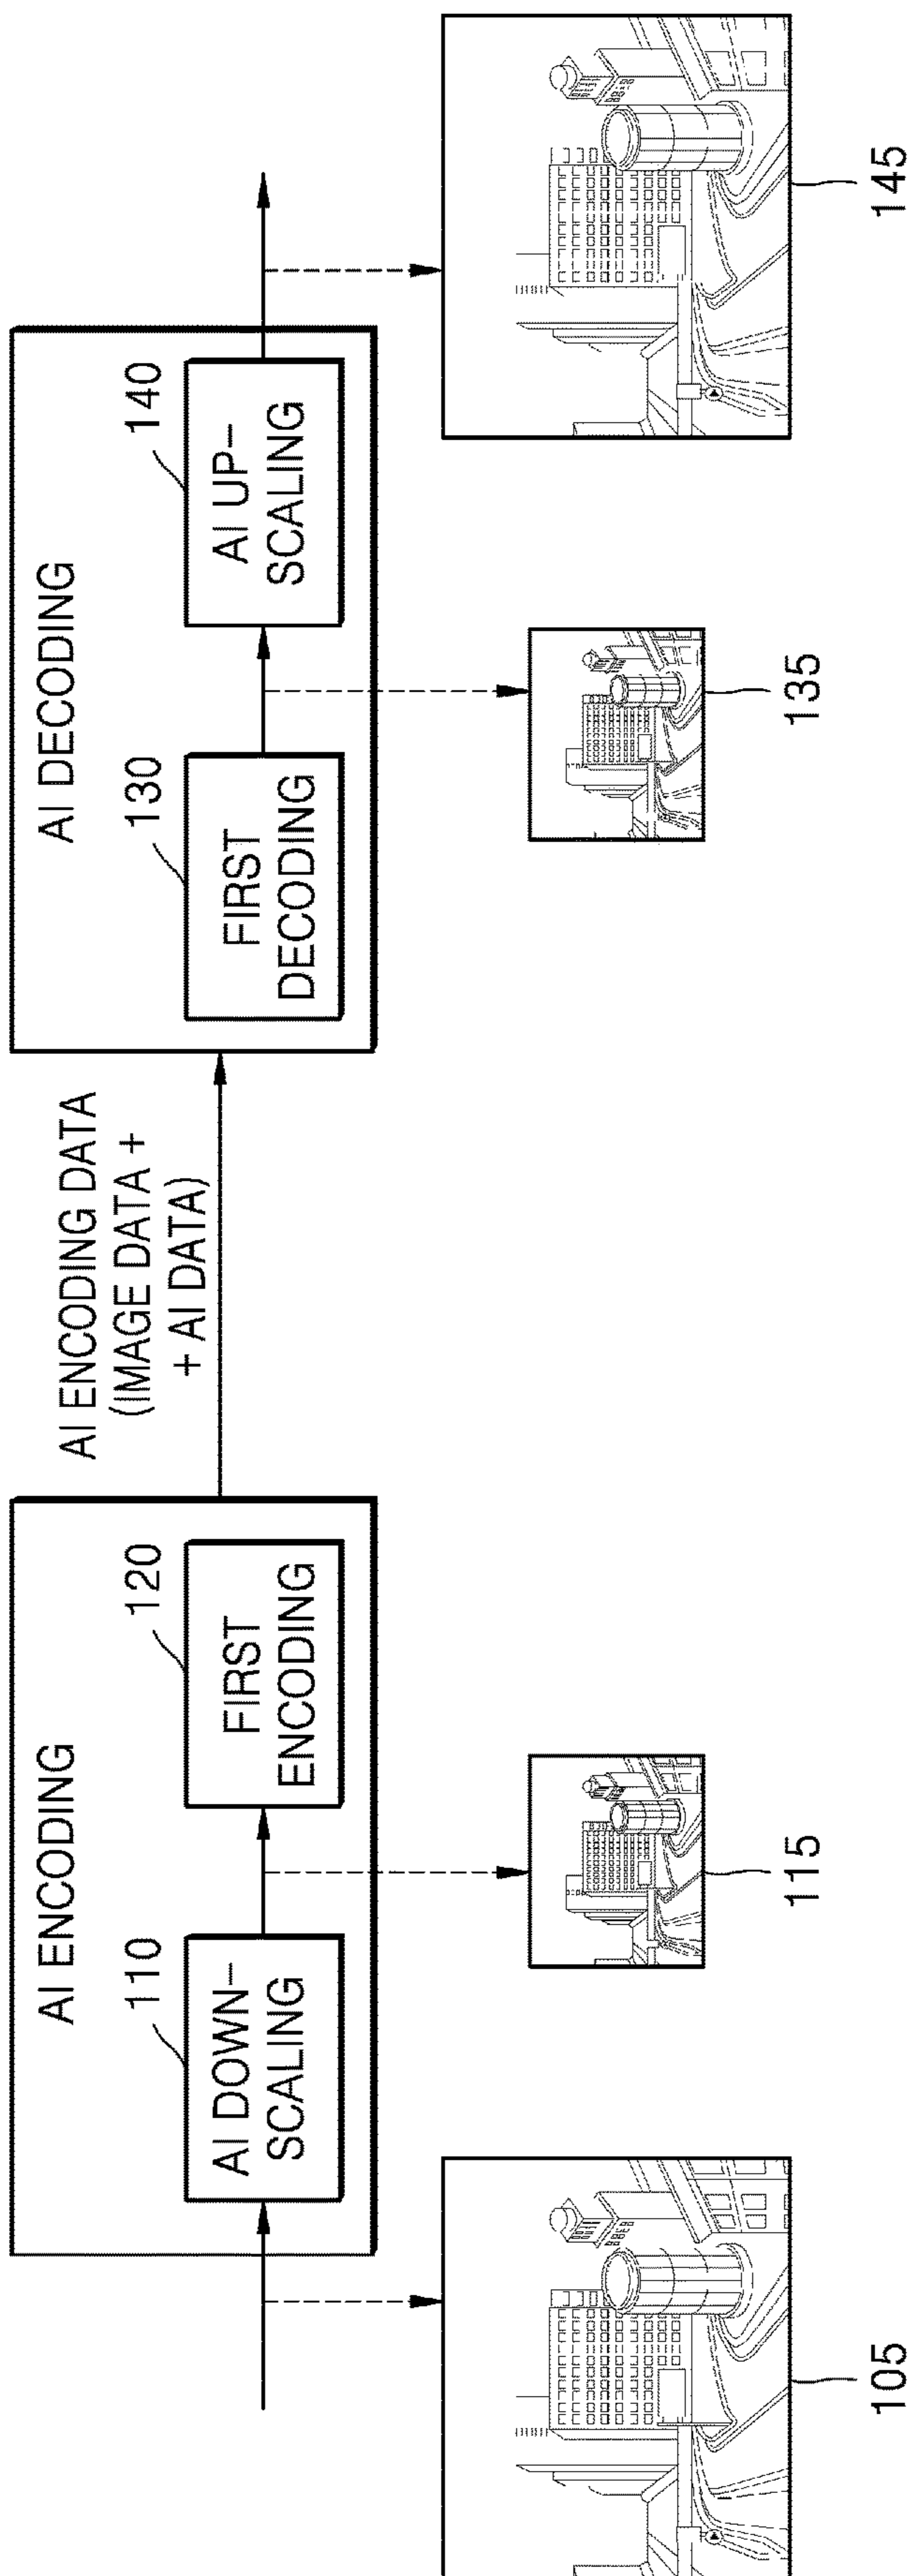 AI ENCODING
110
AI DOWN-
SCALING
120
FIRST
ENCODING
AI ENCODING DATA
(IMAGE DATA +
+ AI DATA)
AI DECODING
130
FIRST
DECODING
140
AI UP-
SCALING
105
115
135
145